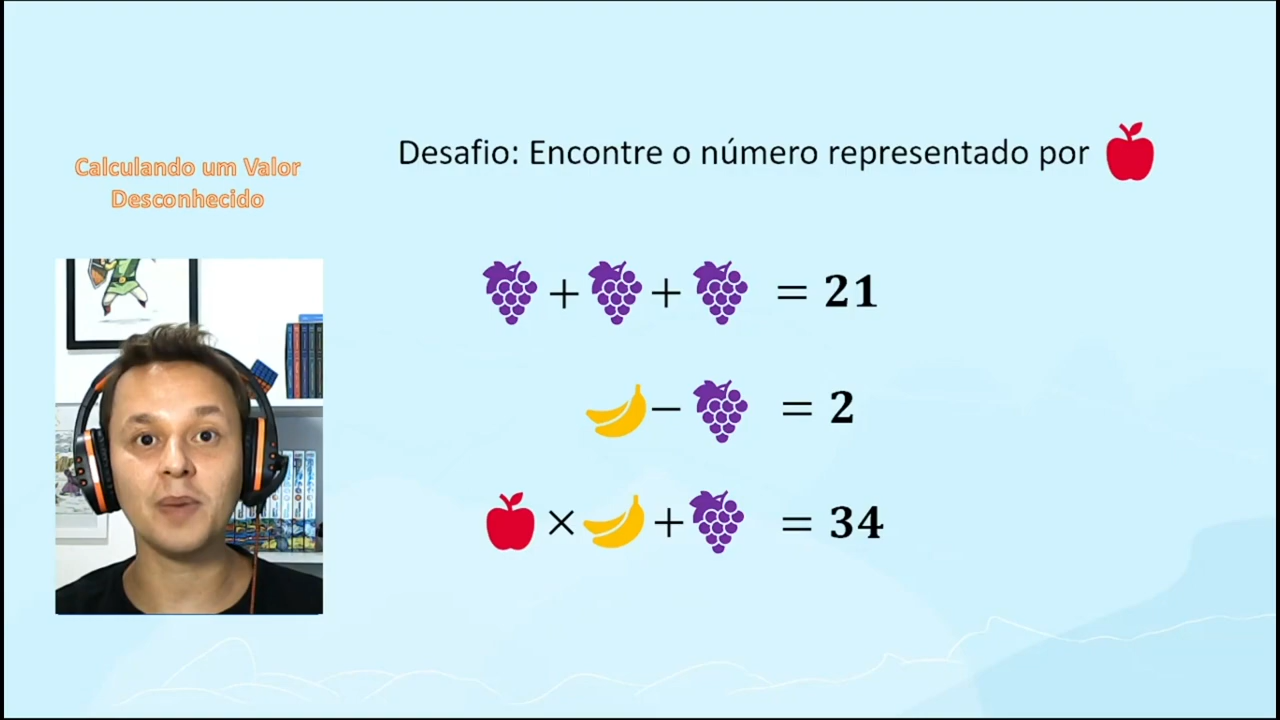 Calculando um Valor
Desconhecido
Desafio: Encontre o número representado por
+ + = 21
− = 2
× + = 34